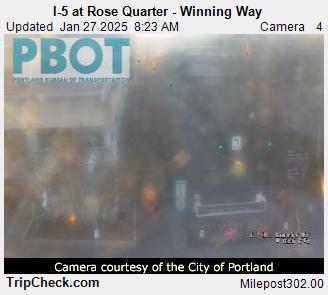 I-5 at Rose Quarter - Winning Way
Updated Jan 27 2025 8:23 AM Camera 4
PBOT
PORTLAND BUREAU OF TRANSPORTATION
Camera courtesy of the City of Portland
TripCheck.com Milepost302.00